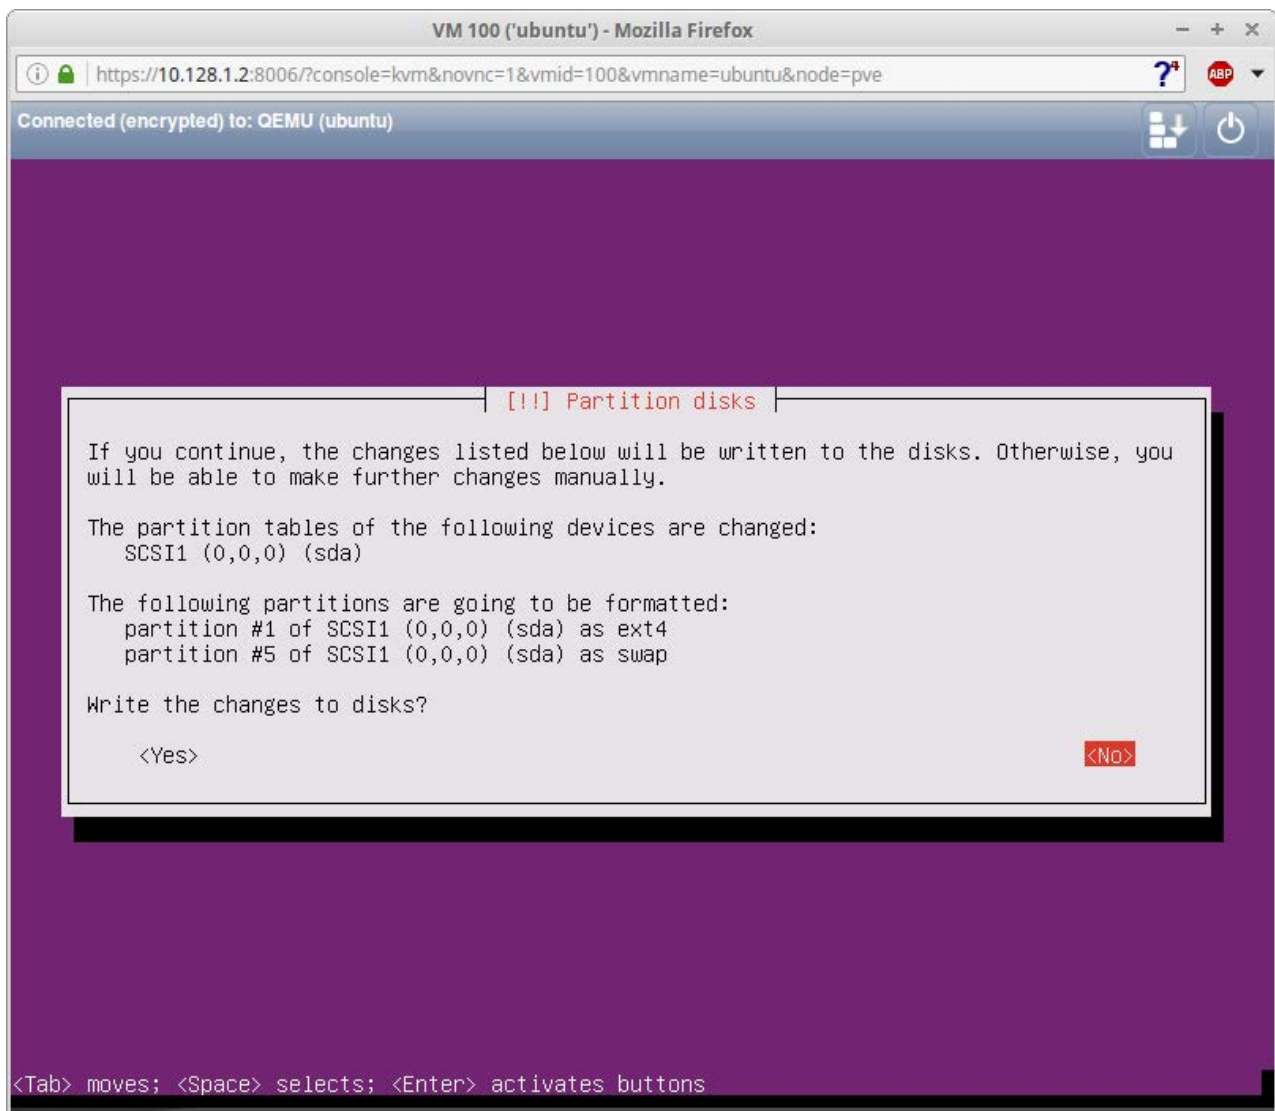 VM 100 ('ubuntu') - Mozilla Firefox
https://10.128.1.2:8006/?console=kvm&novnc=1&vmid=100&vmname=ubuntu&node=pve
?4
ABP
Connected (encrypted) to: QEMU (ubuntu)
[!!] Partition disks
If you continue, the changes listed below will be written to the disks. Otherwise, you
will be able to make further changes manually.
The partition tables of the following devices are changed:
SCSI1 (0,0,0) (sda)
The following partitions are going to be formatted:
partition #1 of SCSI1 (0,0,0) (sda) as ext4
partition #5 of SCSI1 (0,0,0) (sda) as swap
Write the changes to disks?
<Yes> <No>
<Tab> moves; <Space> selects; <Enter> activates buttons